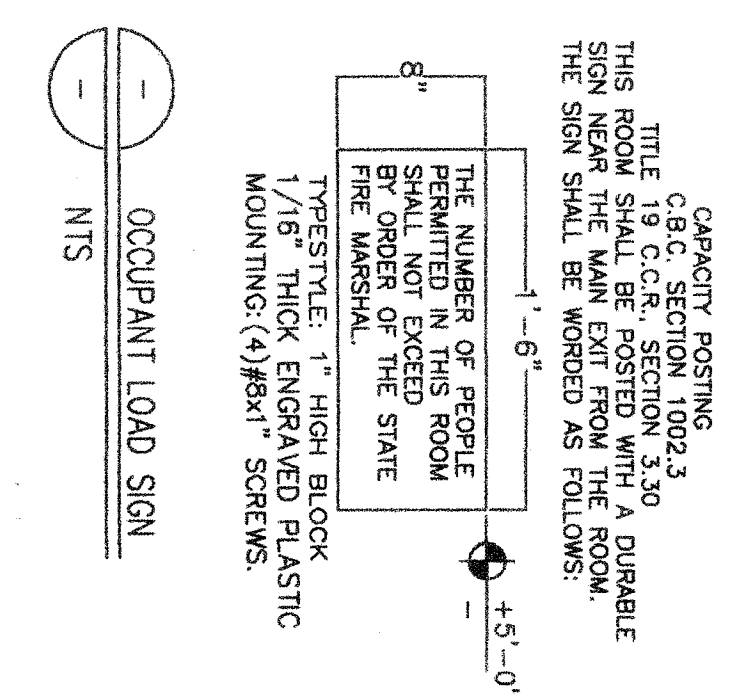 CAPACITY POSTING
C.B.C. SECTION 1002.3
TITLE 19 C.C.R., SECTION 3.30
THIS ROOM SHALL BE POSTED WITH A DURABLE
SIGN NEAR THE MAIN EXIT FROM THE ROOM.
THE SIGN SHALL BE WORDED AS FOLLOWS:
1'-6"
8"
+5'-0"
-
THE NUMBER OF PEOPLE
PERMITTED IN THIS ROOM
SHALL NOT EXCEED
BY ORDER OF THE STATE
FIRE MARSHAL.
TYPESTYLE: 1" HIGH BLOCK
1/16" THICK ENGRAVED PLASTIC
MOUNTING: (4)#8x1" SCREWS.
-
-
OCCUPANT LOAD SIGN
NTS